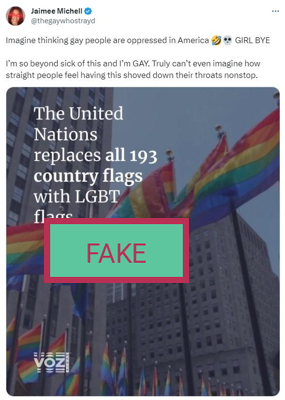 Jaimee Michell
@thegaywhostrayd
Imagine thinking gay people are oppressed in America 🤣 💀 GIRL BYE
I'm so beyond sick of this and I'm GAY. Truly can't even imagine how
straight people feel having this shoved down their throats nonstop.
The United
Nations
replaces all 193
country flags
with LGBT
flags
FAKE
VOZ